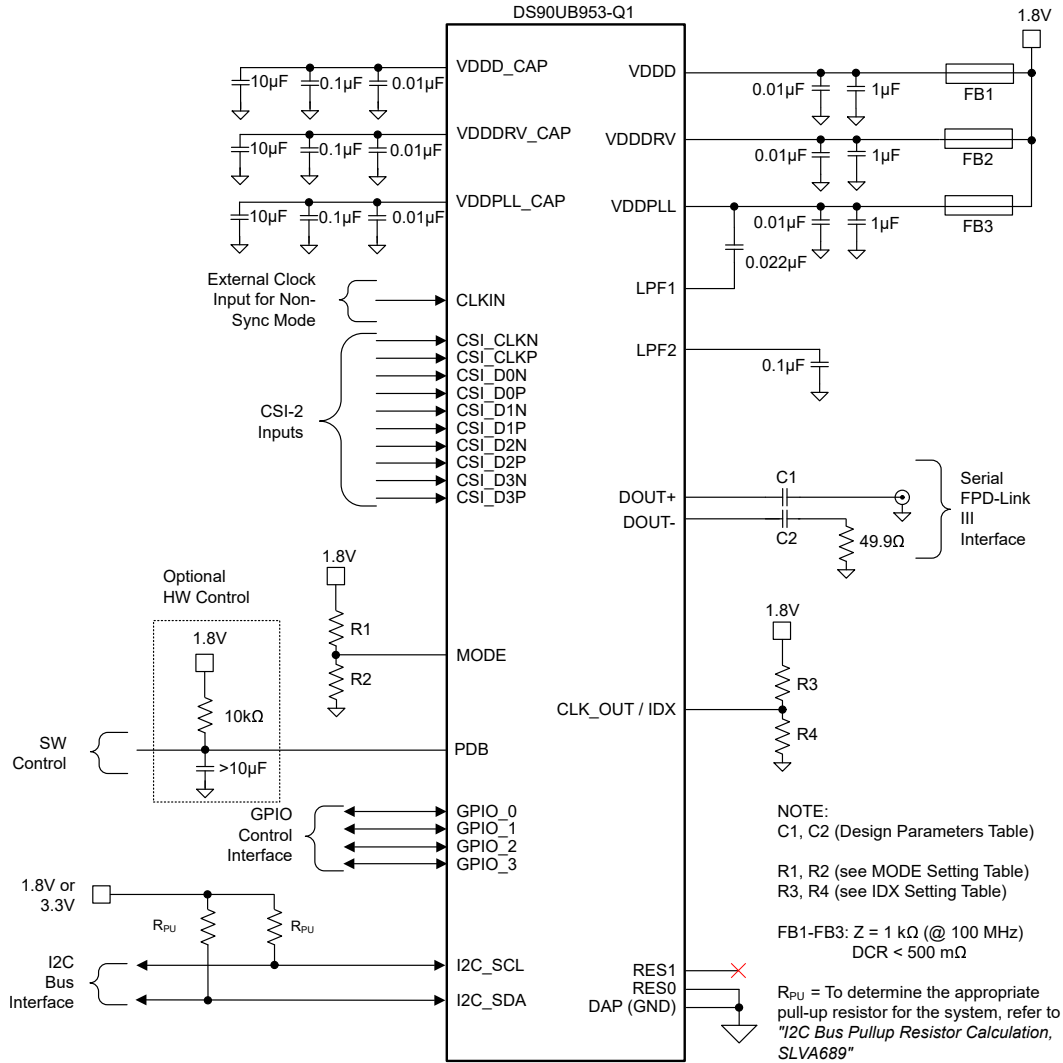 DS90UB953-Q1
1.8V
VDDD_CAP
10µF
0.1µF
0.01µF
VDDDRV_CAP
10µF
0.1µF
0.01µF
VDDPLL_CAP
10µF
0.1µF
0.01µF
External Clock
Input for Non-
Sync Mode
CLKIN
CSI-2
Inputs
CSI_CLKN
CSI_CLKP
CSI_D0N
CSI_D0P
CSI_D1N
CSI_D1P
CSI_D2N
CSI_D2P
CSI_D3N
CSI_D3P
1.8V
R1
R2
MODE
Optional
HW Control
1.8V
10kΩ
>10µF
SW
Control
PDB
GPIO
Control
Interface
GPIO_0
GPIO_1
GPIO_2
GPIO_3
1.8V or
3.3V
RPU
RPU
I2C
Bus
Interface
I2C_SCL
I2C_SDA
VDDD
0.01µF
1µF
FB1
VDDDRV
0.01µF
1µF
FB2
VDDPLL
0.01µF
1µF
FB3
0.022µF
LPF1
LPF2
0.1µF
DOUT+
DOUT-
C1
C2
49.9Ω
Serial
FPD-Link
III
Interface
1.8V
R3
R4
CLK_OUT / IDX
RES1
RES0
DAP (GND)
NOTE:
C1, C2 (Design Parameters Table)
R1, R2 (see MODE Setting Table)
R3, R4 (see IDX Setting Table)
FB1-FB3: Z = 1 kΩ (@ 100 MHz)
DCR < 500 mΩ
RPU = To determine the appropriate
pull-up resistor for the system, refer to
"I2C Bus Pullup Resistor Calculation,
SLVA689"